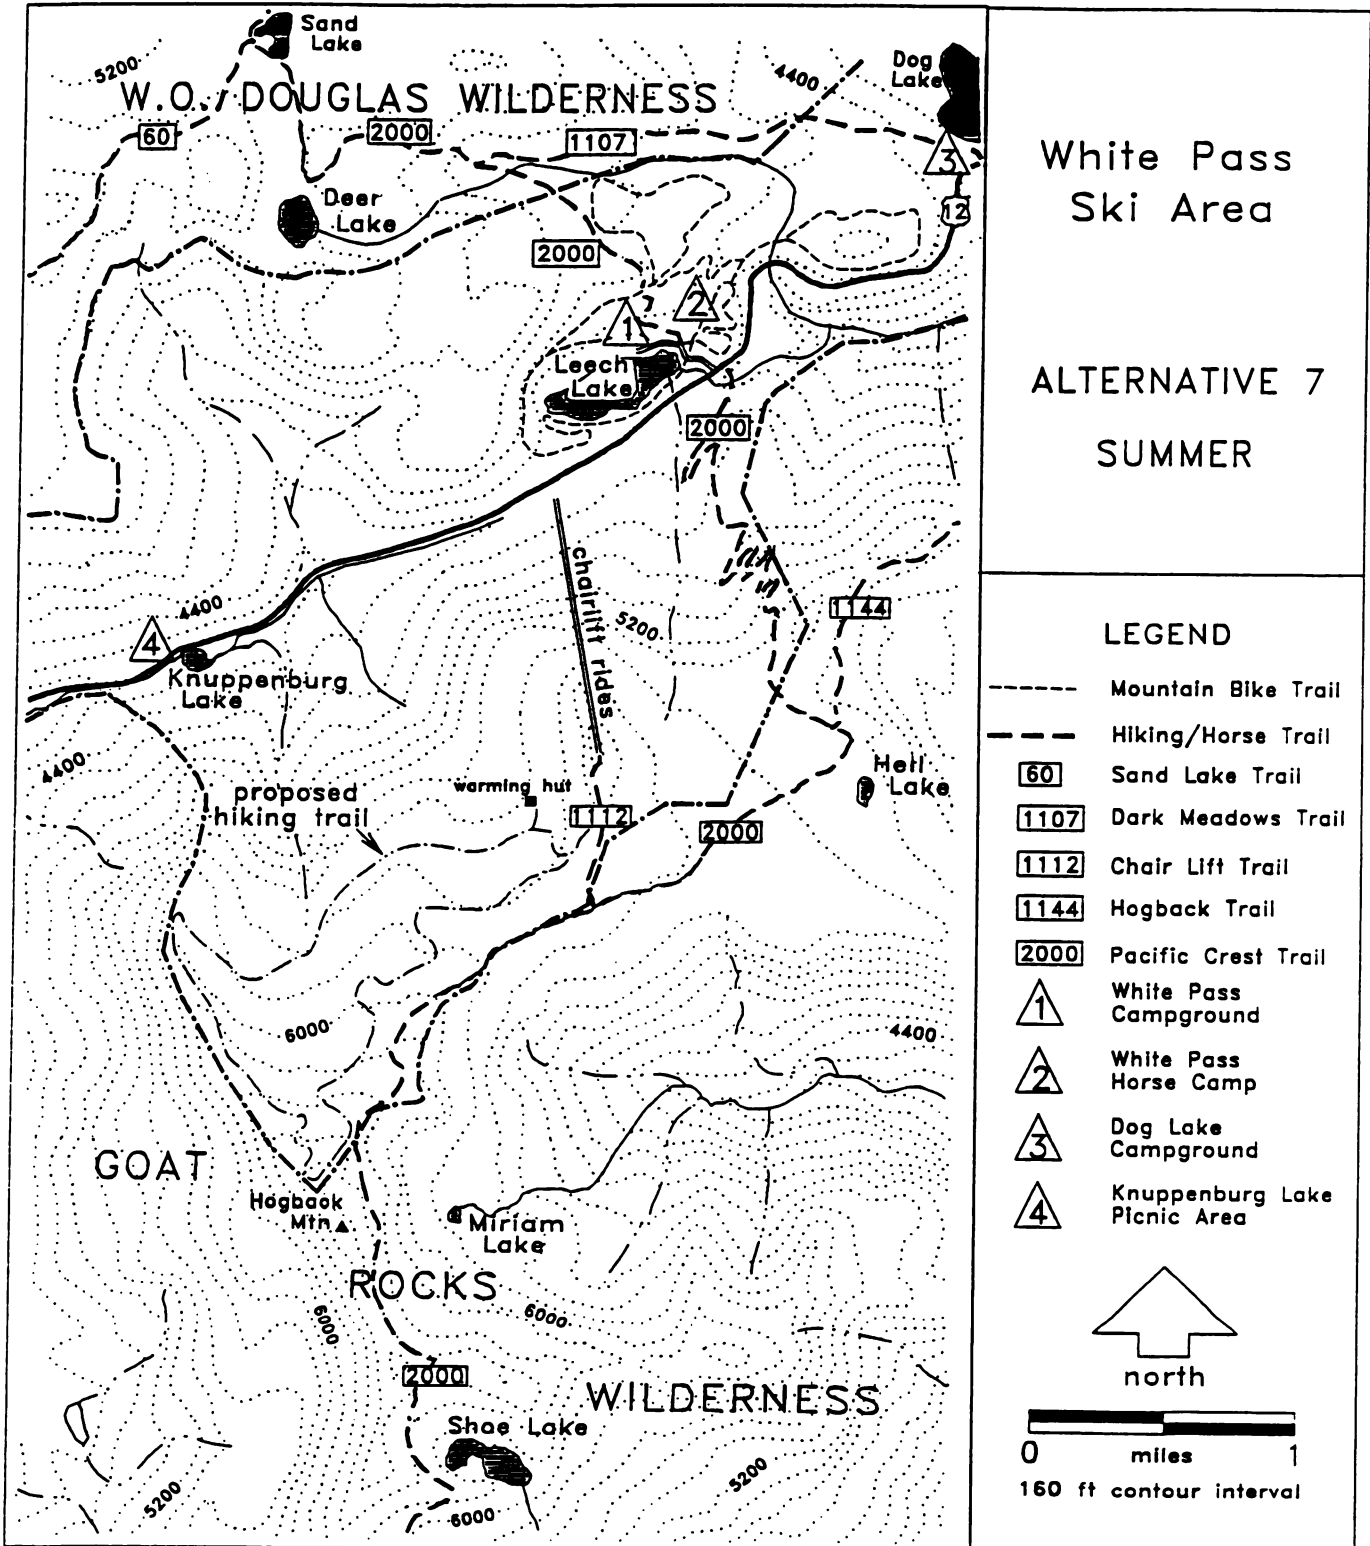 Sand
Lake
5200
W.O. DOUGLAS WILDERNESS
4400
Dog
Lake
60
2000
1107
3
Deer
Lake
12
2000
2
1
Leech
Lake
2000
chairlift rides
4400
5200
1144
4
Knuppenburg
Lake
4400
proposed
hiking trail
warming hut
1112
Hell
Lake
2000
6000
4400
GOAT
Hogback
Mtn
Miriam
Lake
ROCKS
6000
6000
2000
WILDERNESS
Shoe Lake
5200
5200
6000
White Pass
Ski Area
ALTERNATIVE 7
SUMMER
LEGEND
Mountain Bike Trail
Hiking/Horse Trail
60 Sand Lake Trail
1107 Dark Meadows Trail
1112 Chair Lift Trail
1144 Hogback Trail
2000 Pacific Crest Trail
1 White Pass
Campground
2 White Pass
Horse Camp
3 Dog Lake
Campground
4 Knuppenburg Lake
Picnic Area
north
0 miles 1
160 ft contour interval